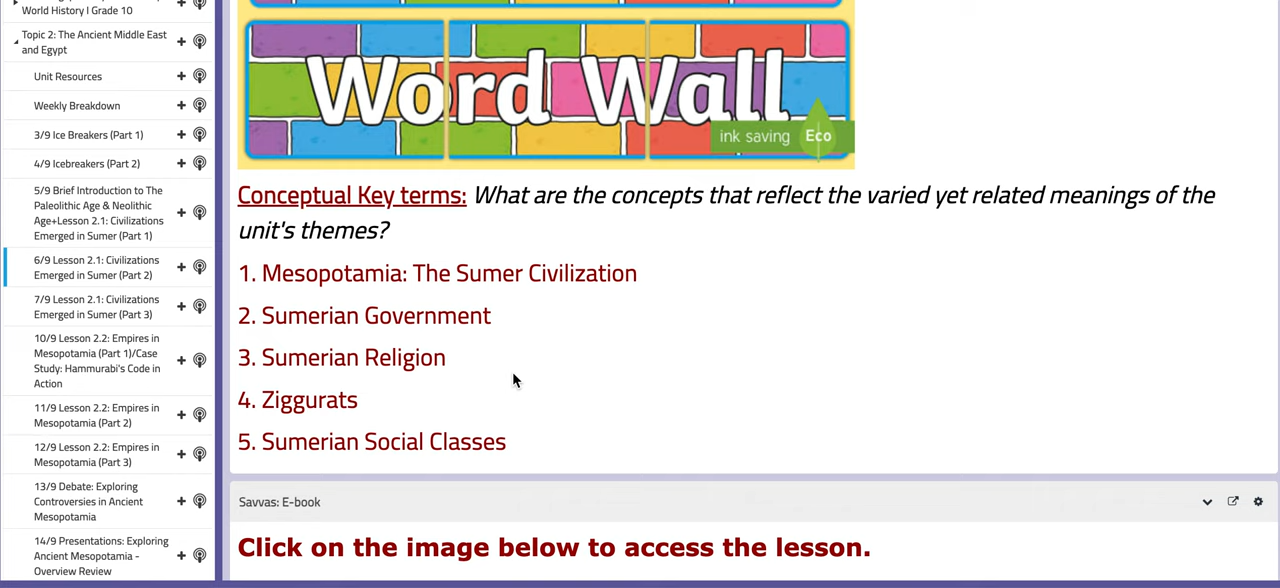 World History I Grade 10
Topic 2: The Ancient Middle East
and Egypt
Unit Resources
Weekly Breakdown
3/9 Ice Breakers (Part 1)
4/9 Icebreakers (Part 2)
5/9 Brief Introduction to The
Paleolithic Age & Neolithic
Age+Lesson 2.1: Civilizations
Emerged in Sumer (Part 1)
6/9 Lesson 2.1: Civilizations
Emerged in Sumer (Part 2)
7/9 Lesson 2.1: Civilizations
Emerged in Sumer (Part 3)
10/9 Lesson 2.2: Empires in
Mesopotamia (Part 1)/Case
Study: Hammurabi's Code in
Action
11/9 Lesson 2.2: Empires in
Mesopotamia (Part 2)
12/9 Lesson 2.2: Empires in
Mesopotamia (Part 3)
13/9 Debate: Exploring
Controversies in Ancient
Mesopotamia
14/9 Presentations: Exploring
Ancient Mesopotamia -
Overview Review
Word Wall
ink saving Eco
Conceptual Key terms: What are the concepts that reflect the varied yet related meanings of the
unit's themes?
1. Mesopotamia: The Sumer Civilization
2. Sumerian Government
3. Sumerian Religion
4. Ziggurats
5. Sumerian Social Classes
Savvas: E-book
Click on the image below to access the lesson.